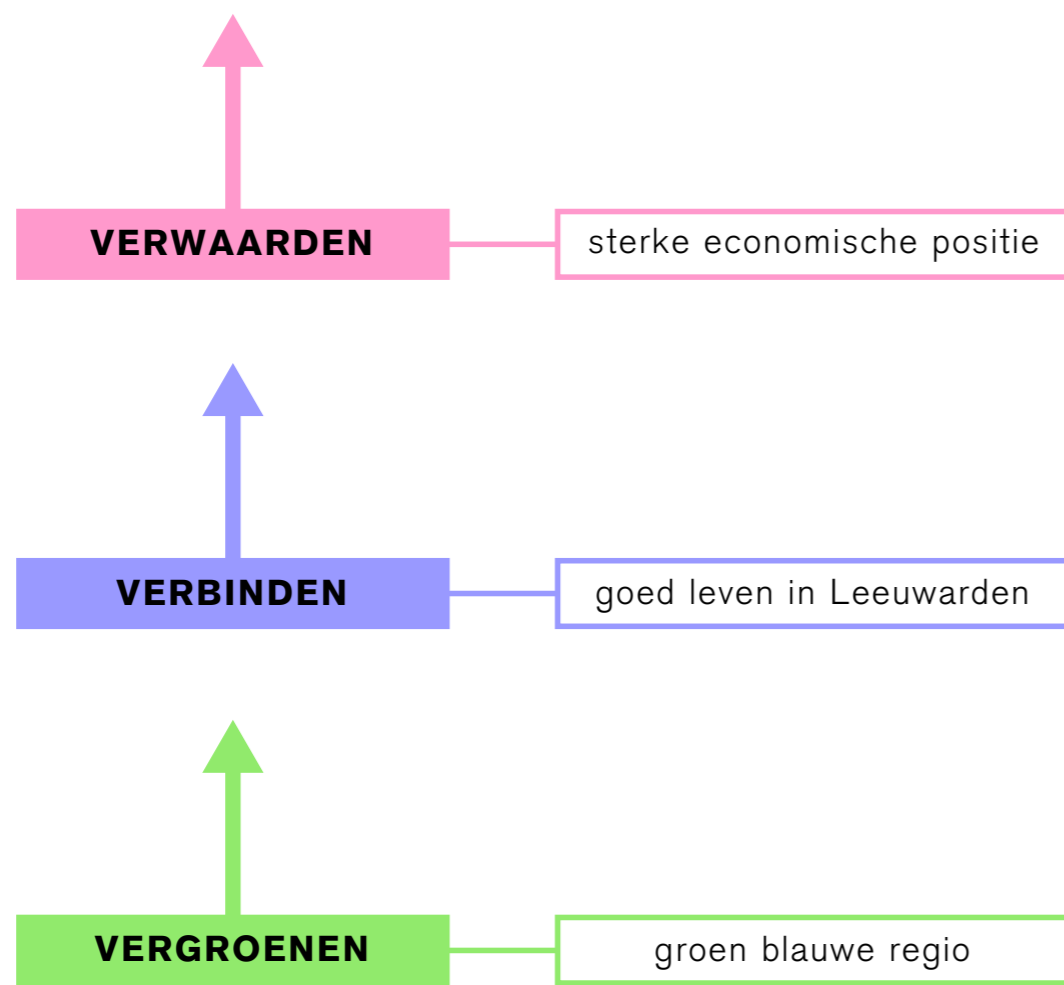 VERWAARDEN
sterke economische positie
VERBINDEN
goed leven in Leeuwarden
VERGROENEN
groen blauwe regio